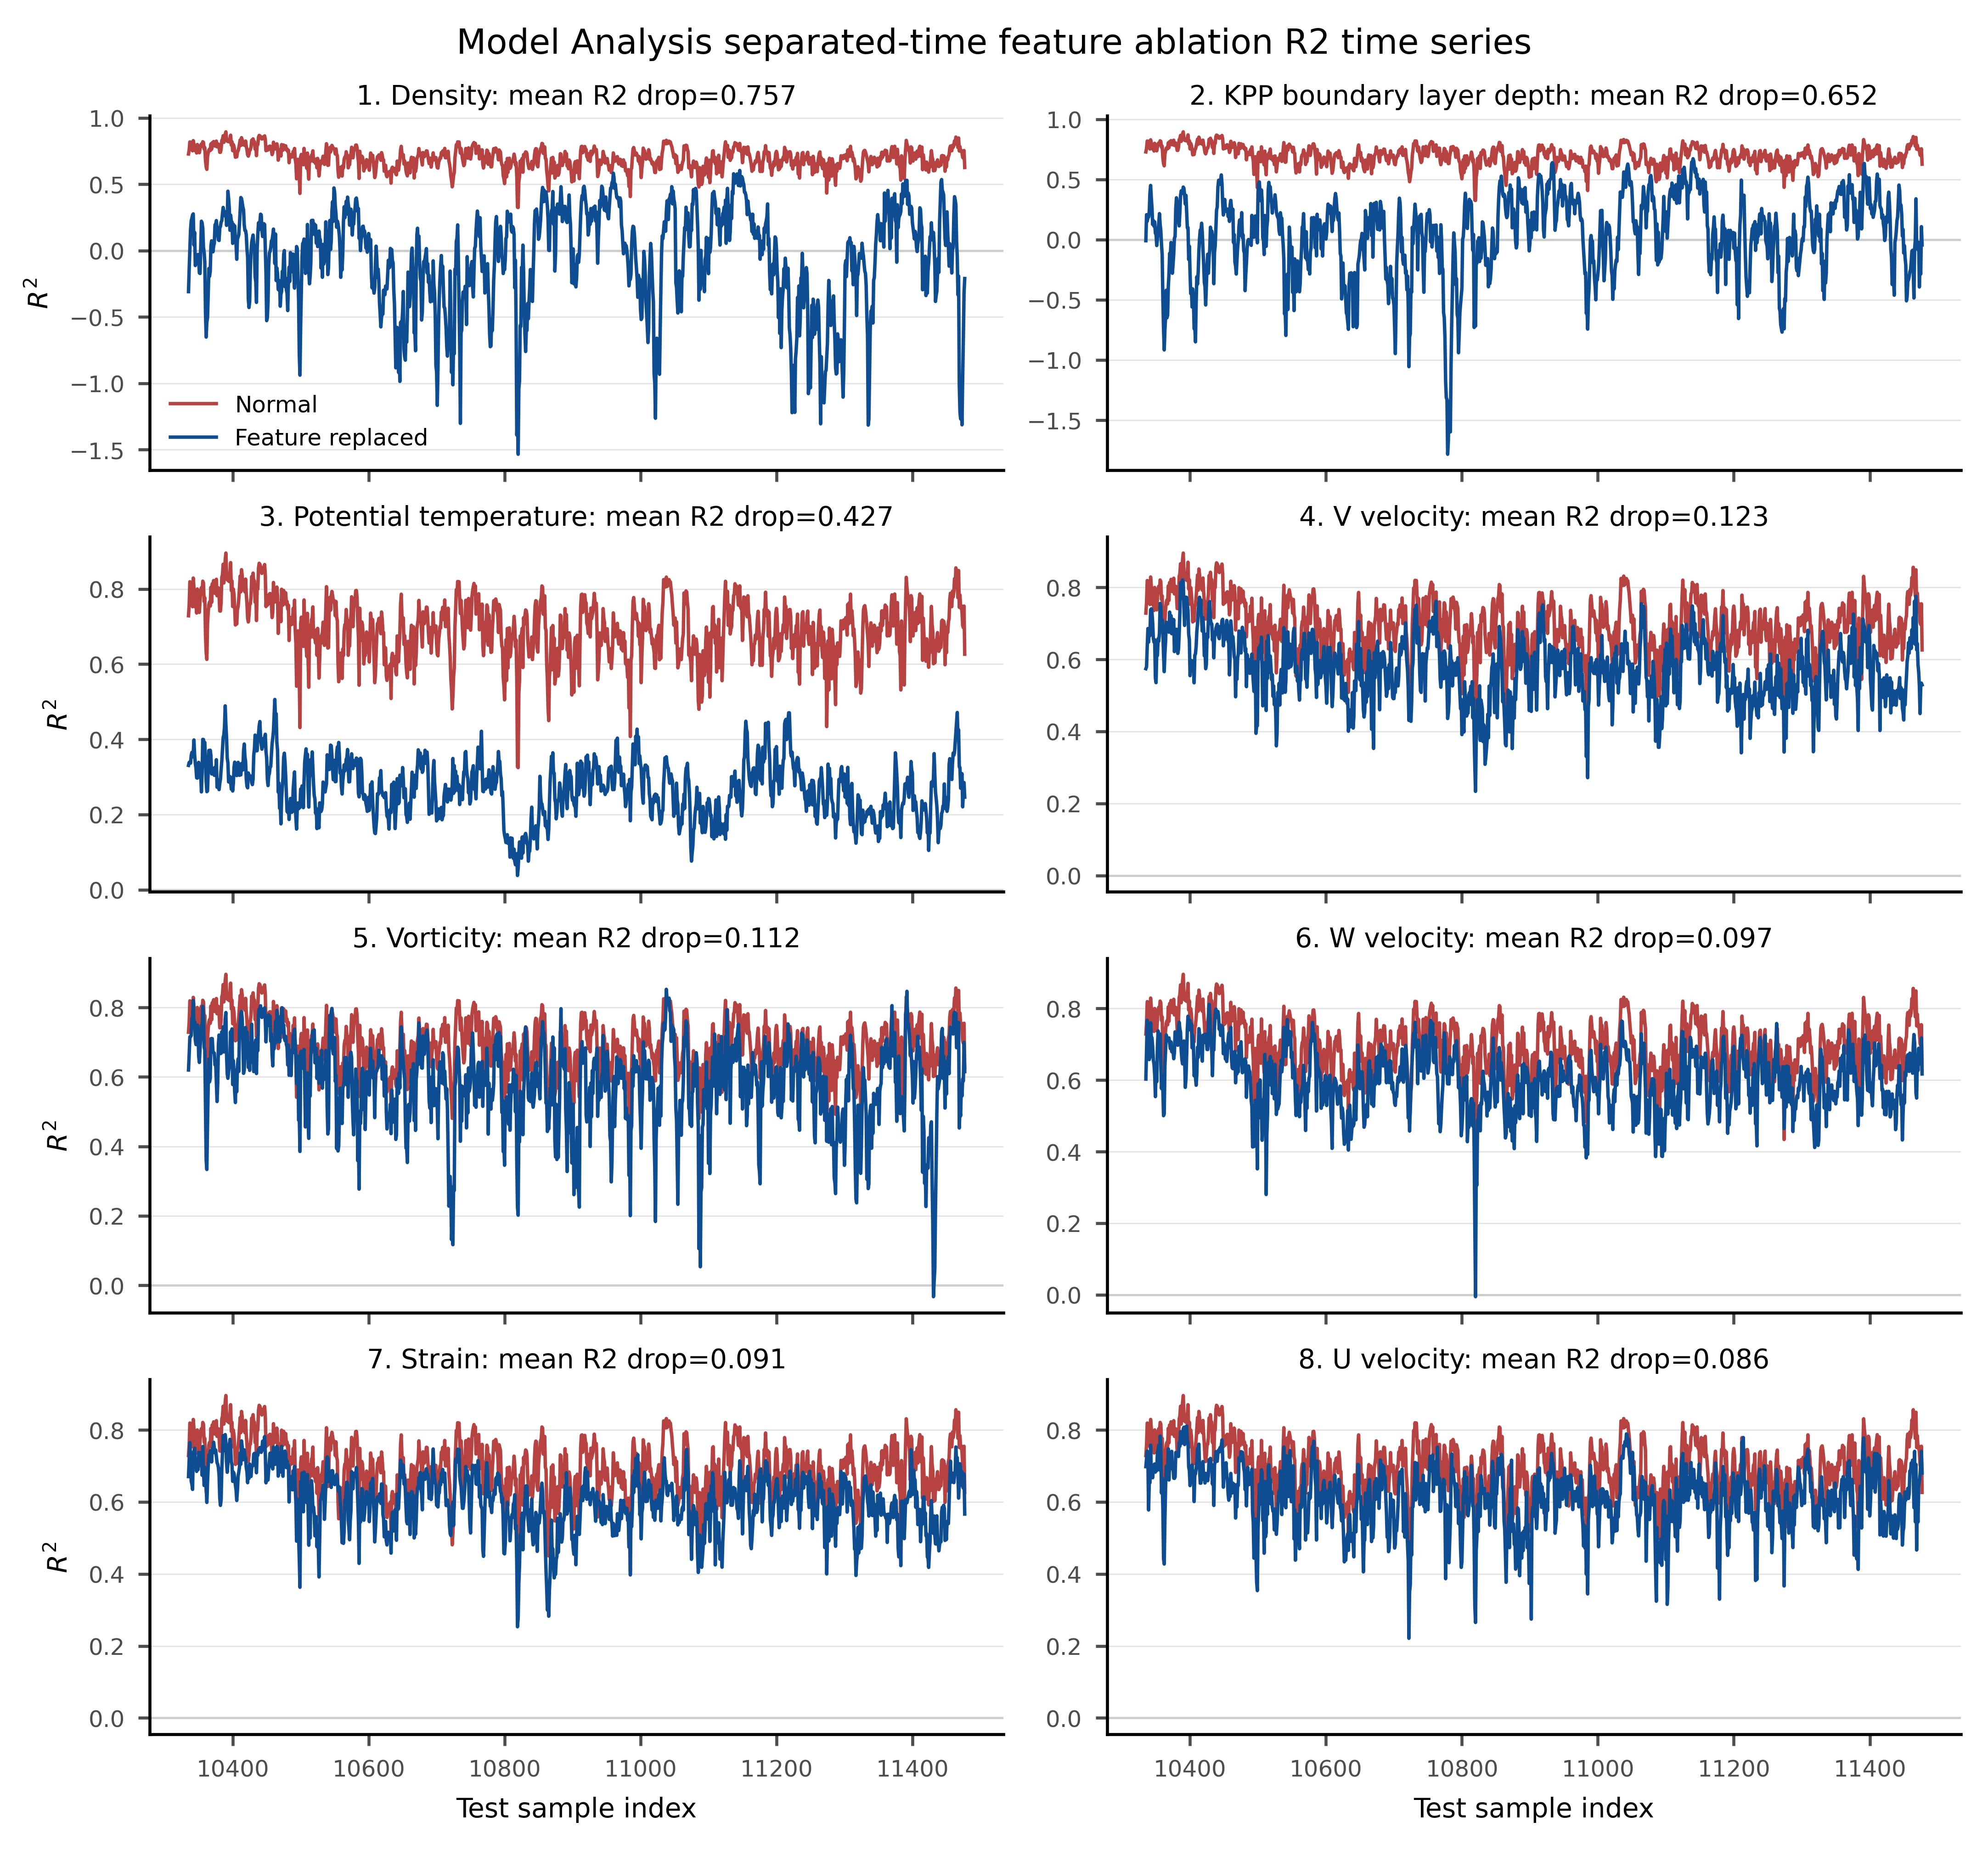 Model Analysis separated-time feature ablation R2 time series
1. Density: mean R2 drop=0.757
1.0
0.5
0.0
−0.5
−1.0
−1.5
R²
Normal
Feature replaced
2. KPP boundary layer depth: mean R2 drop=0.652
1.0
0.5
0.0
−0.5
−1.0
−1.5
3. Potential temperature: mean R2 drop=0.427
0.8
0.6
0.4
0.2
0.0
R²
4. V velocity: mean R2 drop=0.123
0.8
0.6
0.4
0.2
0.0
5. Vorticity: mean R2 drop=0.112
0.8
0.6
0.4
0.2
0.0
R²
6. W velocity: mean R2 drop=0.097
0.8
0.6
0.4
0.2
0.0
7. Strain: mean R2 drop=0.091
0.8
0.6
0.4
0.2
0.0
R²
10400 10600 10800 11000 11200 11400
Test sample index
8. U velocity: mean R2 drop=0.086
0.8
0.6
0.4
0.2
0.0
10400 10600 10800 11000 11200 11400
Test sample index